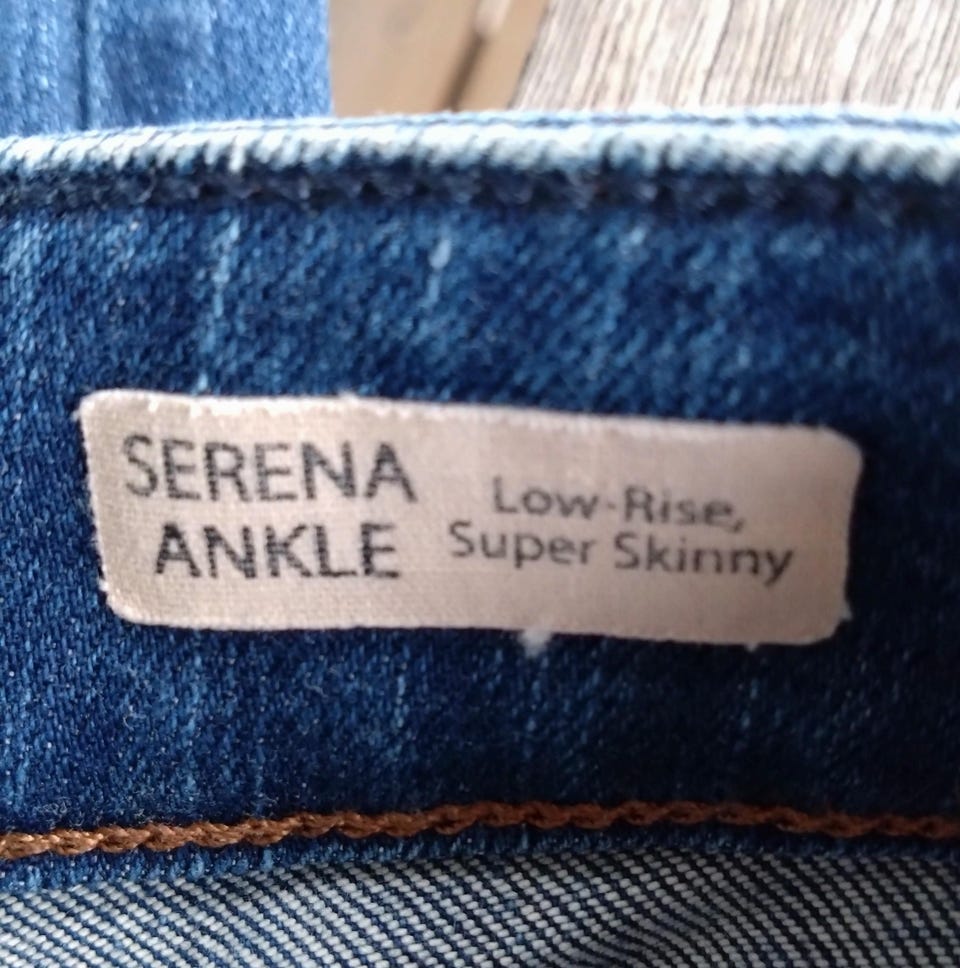 SERENA
ANKLE
Low-Rise,
Super Skinny